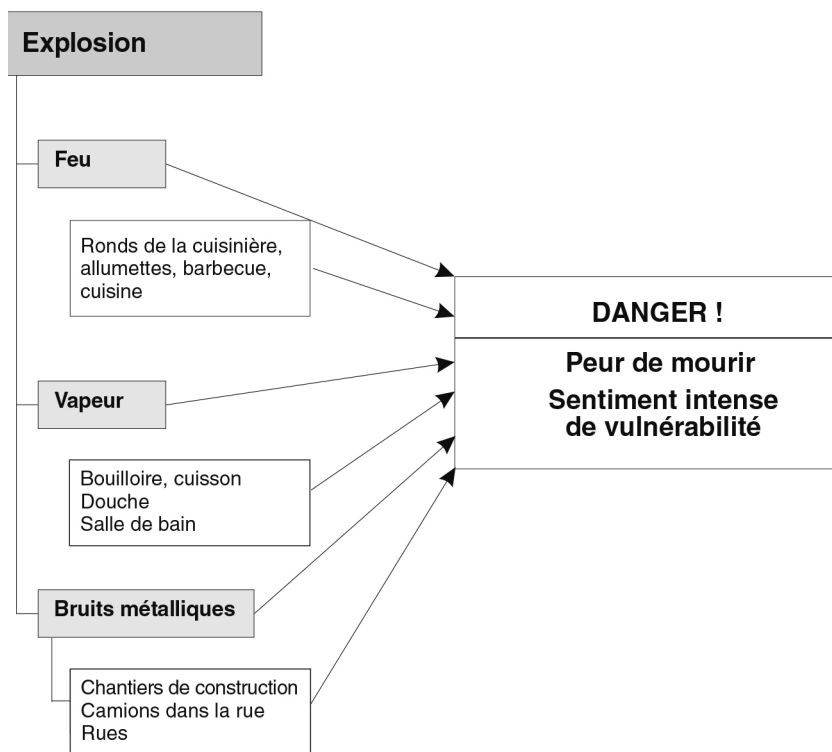 Explosion
Feu
Ronds de la cuisinière,
allumettes, barbecue,
cuisine
DANGER !
Peur de mourir
Sentiment intense
de vulnérabilité
Vapeur
Bouilloire, cuisson
Douche
Salle de bain
Bruits métalliques
Chantiers de construction
Camions dans la rue
Rues